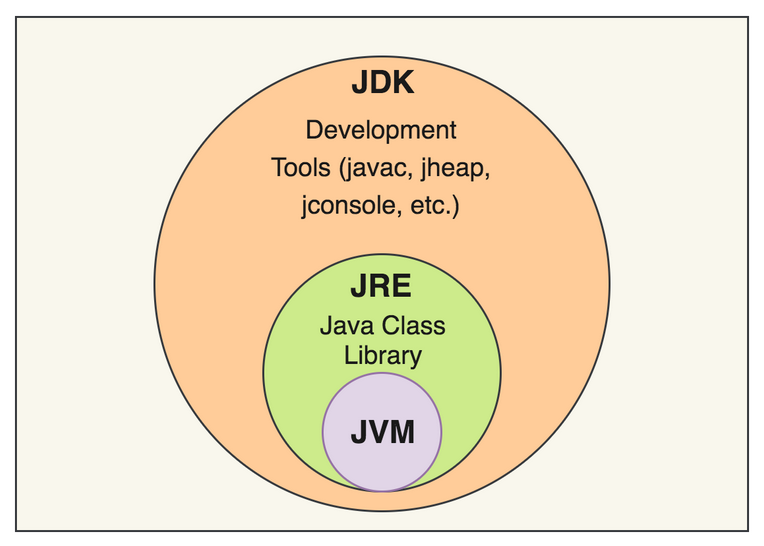 JDK
Development
Tools (javac, jheap,
jconsole, etc.)
JRE
Java Class
Library
JVM